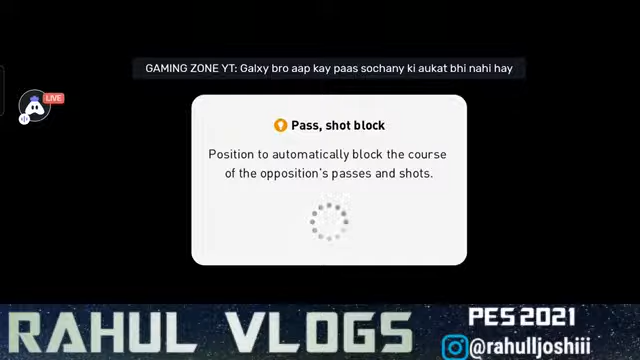 GAMING ZONE YT: Galxy bro aap kay paas sochany ki aukat bhi nahi hay
LIVE
Pass, shot block
Position to automatically block the course
of the opposition's passes and shots.
RAHUL VLOGS
PES 2021
@rahulljoshiii